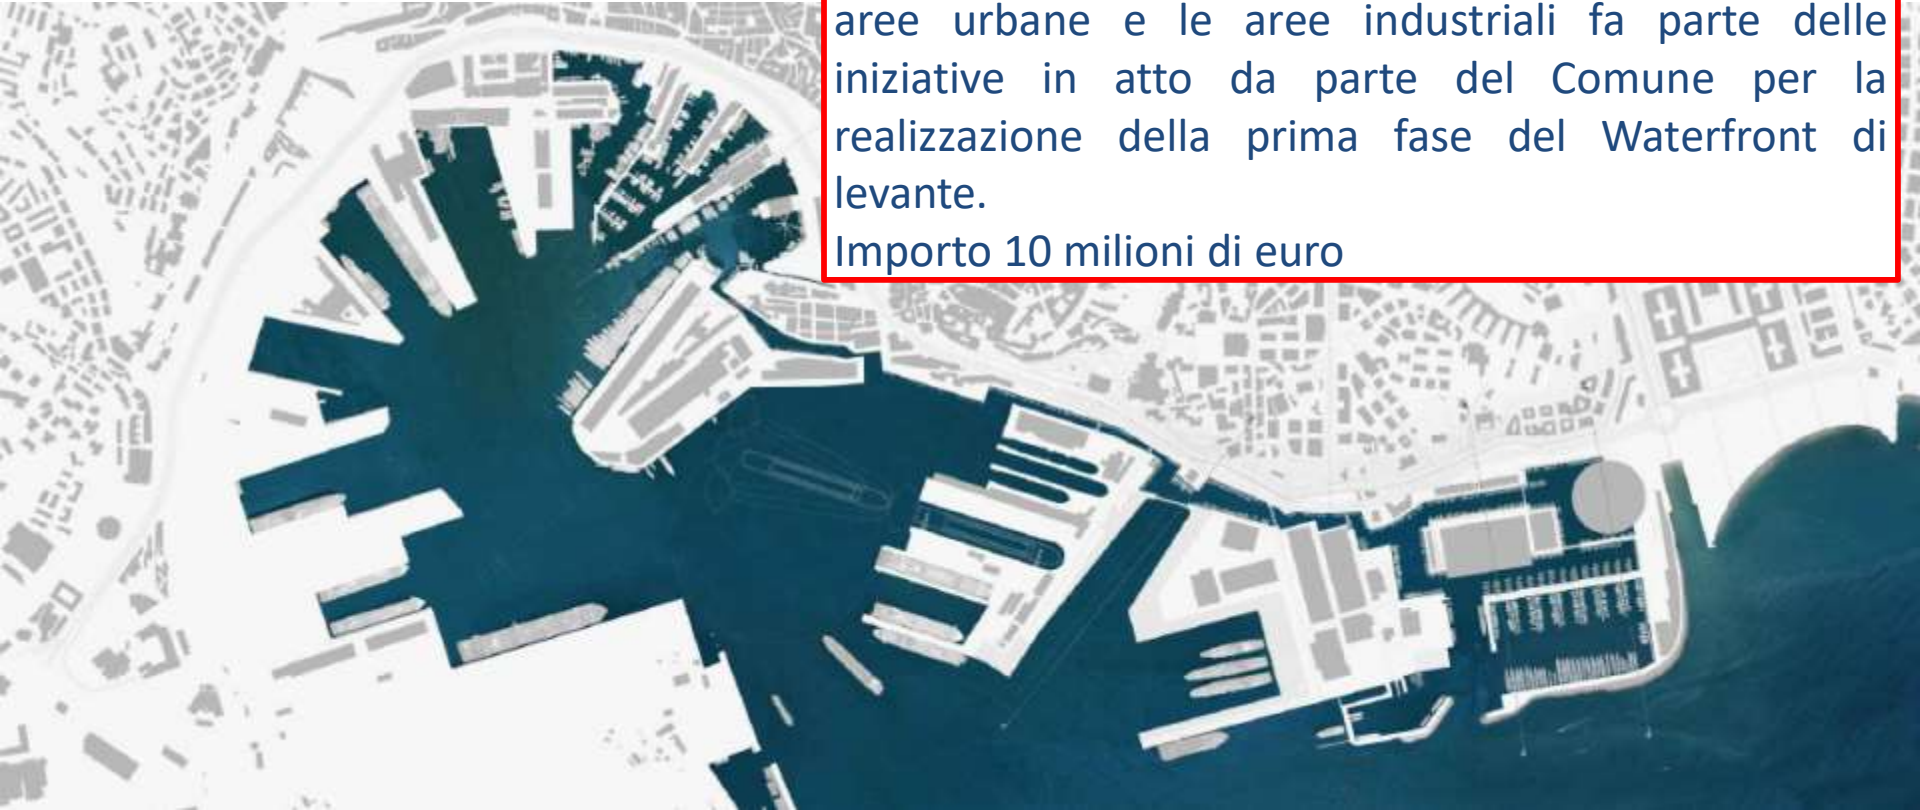 aree urbane e le aree industriali fa parte delle
iniziative in atto da parte del Comune per la
realizzazione della prima fase del Waterfront di
levante.
Importo 10 milioni di euro